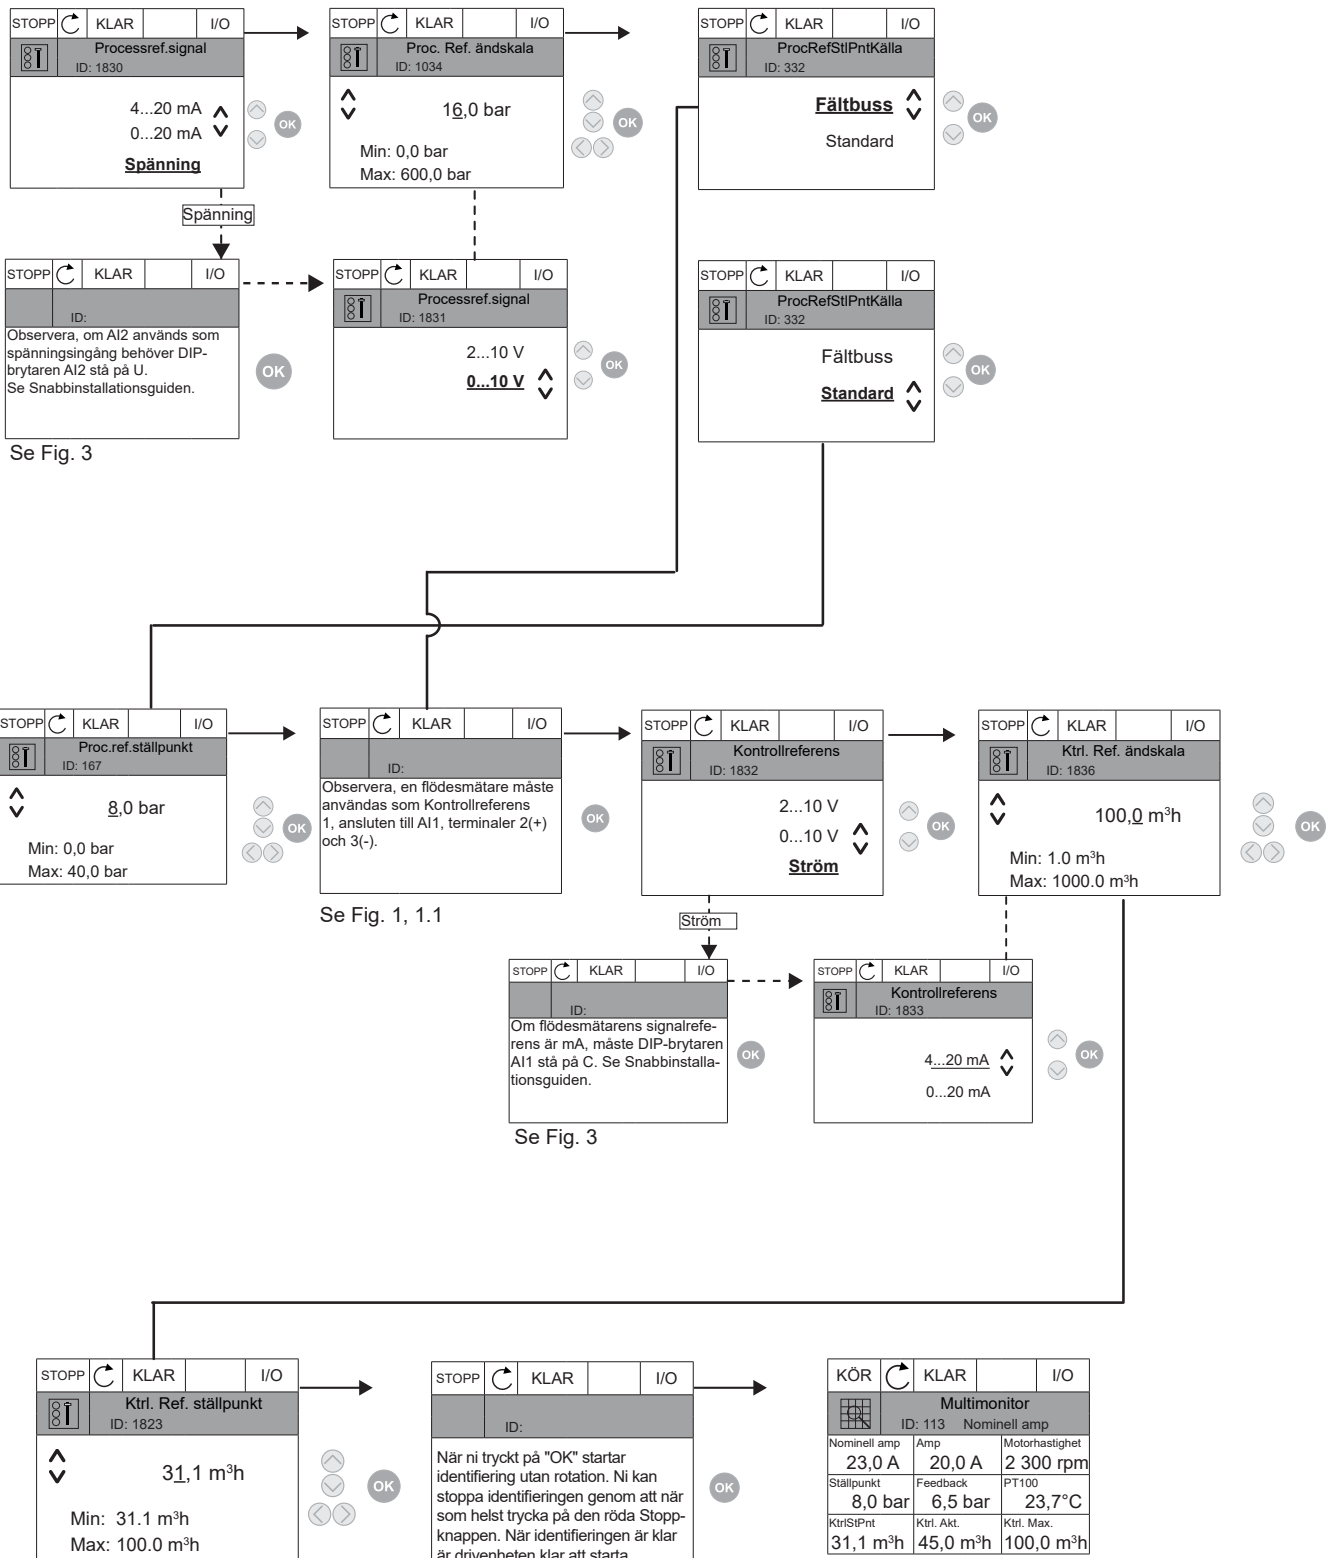 STOPP KLAR I/O
Processref.signal
ID: 1830
4...20 mA
0...20 mA
Spänning
OK
STOPP KLAR I/O
Proc. Ref. ändskala
ID: 1034
16,0 bar
Min: 0,0 bar
Max: 600,0 bar
OK
STOPP KLAR I/O
ProcRefStlPntKälla
ID: 332
Fältbuss
Standard
OK
Spänning
STOPP KLAR I/O
ID:
Observera, om AI2 används som
spänningsingång behöver DIP-
brytaren AI2 stå på U.
Se Snabbinstallationsguiden.
OK
Se Fig. 3
STOPP KLAR I/O
Processref.signal
ID: 1831
2...10 V
0...10 V
OK
STOPP KLAR I/O
ProcRefStlPntKälla
ID: 332
Fältbuss
Standard
OK
STOPP KLAR I/O
Proc.ref.ställpunkt
ID: 167
8,0 bar
Min: 0,0 bar
Max: 40,0 bar
OK
STOPP KLAR I/O
ID:
Observera, en flödesmätare måste
användas som Kontrollreferens
1, ansluten till AI1, terminaler 2(+)
och 3(-).
OK
Se Fig. 1, 1.1
STOPP KLAR I/O
Kontrollreferens
ID: 1832
2...10 V
0...10 V
Ström
OK
STOPP KLAR I/O
Ktrl. Ref. ändskala
ID: 1836
100,0 m³h
Min: 1.0 m³h
Max: 1000.0 m³h
OK
Ström
STOPP KLAR I/O
ID:
Om flödesmätarens signalrefe-
rens är mA, måste DIP-brytaren
AI1 stå på C. Se Snabbinstalla-
tionsguiden.
OK
Se Fig. 3
STOPP KLAR I/O
Kontrollreferens
ID: 1833
4...20 mA
0...20 mA
OK
STOPP KLAR I/O
Ktrl. Ref. ställpunkt
ID: 1823
31,1 m³h
Min: 31.1 m³h
Max: 100.0 m³h
OK
STOPP KLAR I/O
ID:
När ni tryckt på "OK" startar
identifiering utan rotation. Ni kan
stoppa identifieringen genom att när
som helst trycka på den röda Stopp-
knappen. När identifieringen är klar
är drivenheten klar att starta
OK
KÖR KLAR I/O
Multimonitor
ID: 113 Nominell amp
Nominell amp Amp Motorhastighet
23,0 A 20,0 A 2 300 rpm
Ställpunkt Feedback PT100
8,0 bar 6,5 bar 23,7°C
KtrlStPnt Ktrl. Akt. Ktrl. Max.
31,1 m³h 45,0 m³h 100,0 m³h